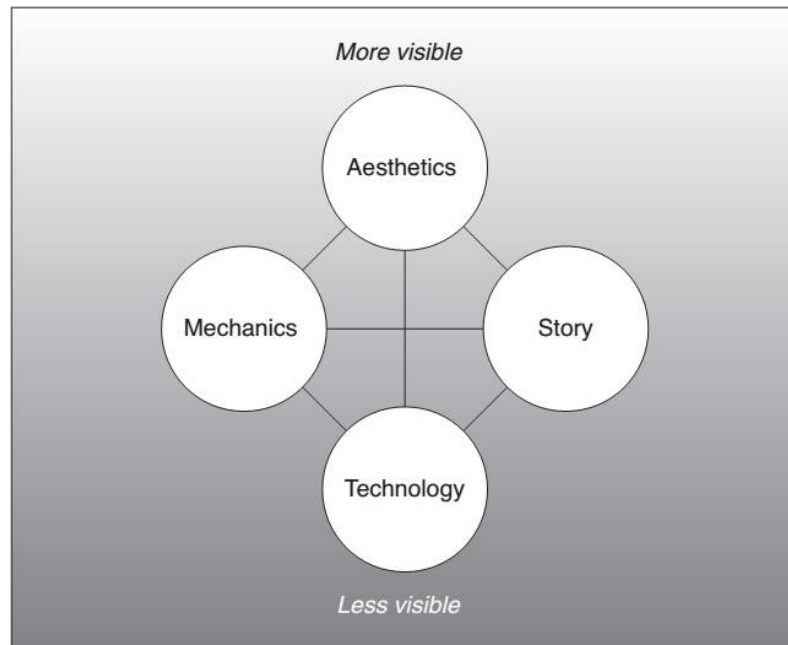 More visible
Aesthetics
Mechanics
Story
Technology
Less visible